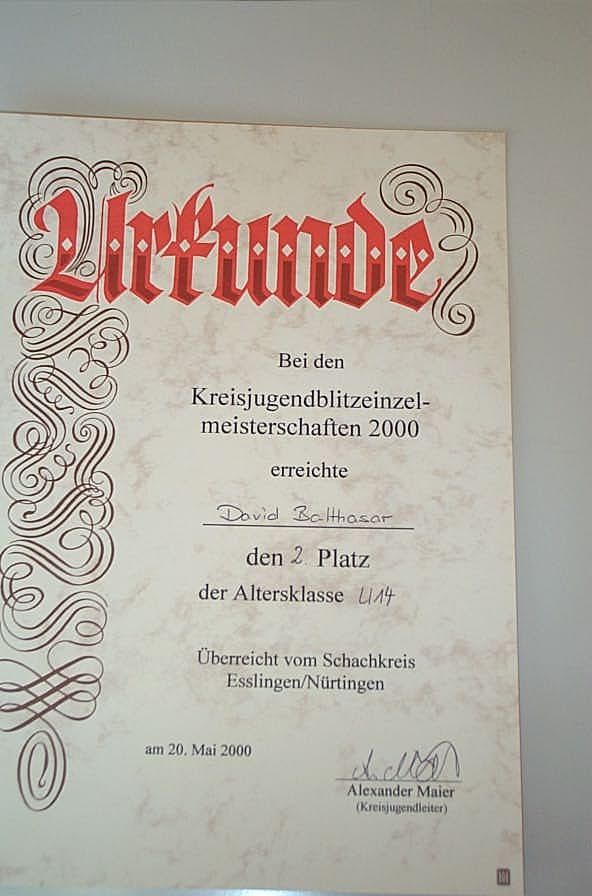 Urkunde
Bei den
Kreisjugendblitzeinzel-
meisterschaften 2000
erreichte
David Balthasar
den 2. Platz
der Altersklasse U14
Überreicht vom Schachkreis
Esslingen/Nürtingen
am 20. Mai 2000
Alexander Maier
(Kreisjugendleiter)